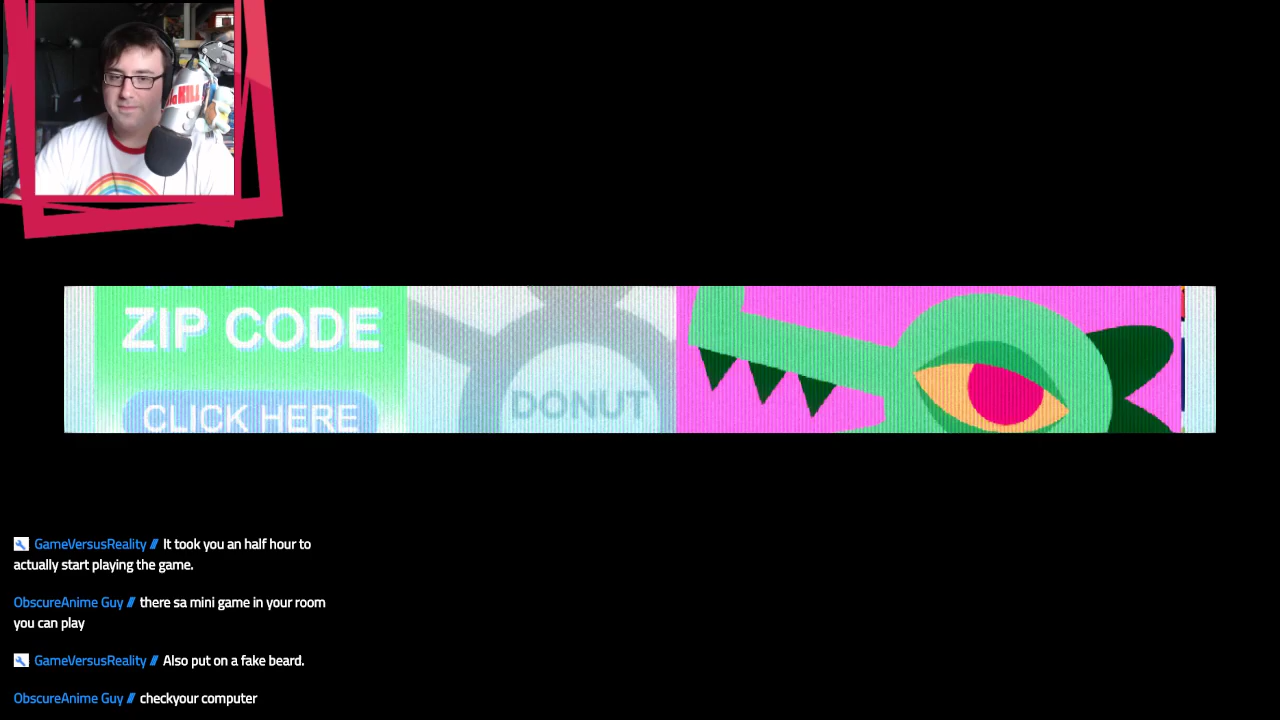 KILL
ZIP CODE
CLICK HERE
DONUT
GameVersusReality // It took you an half hour to
actually start playing the game.
ObscureAnime Guy // there sa mini game in your room
you can play
GameVersusReality // Also put on a fake beard.
ObscureAnime Guy // checkyour computer